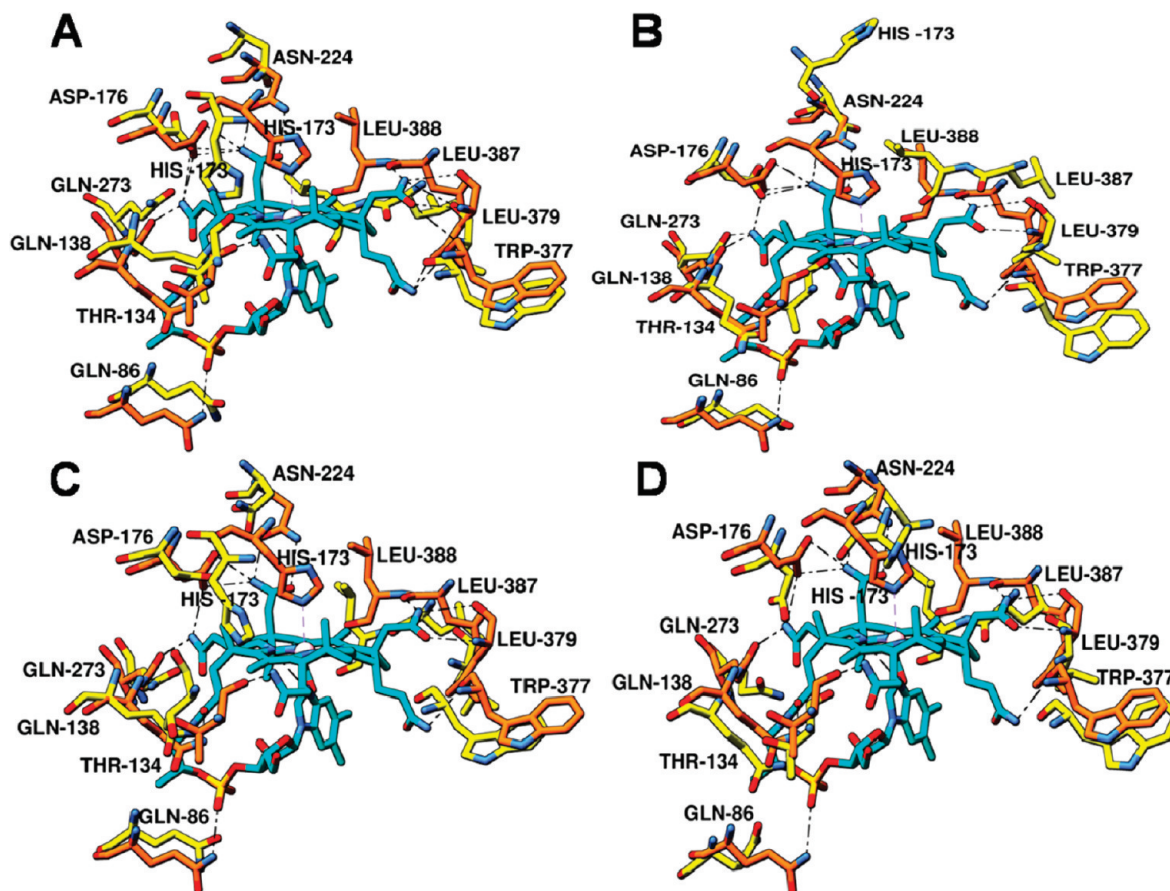 A
ASN-224
ASP-176
HIS-173
LEU-388
HIS -173
LEU-387
GLN-273
LEU-379
GLN-138
TRP-377
THR-134
GLN-86
B
HIS -173
ASN-224
LEU-388
ASP-176
HIS-173
LEU-387
GLN-273
LEU-379
GLN-138
TRP-377
THR-134
GLN-86
C
ASN-224
ASP-176
HIS-173
LEU-388
HIS -173
LEU-387
LEU-379
GLN-273
TRP-377
GLN-138
THR-134
GLN-86
D
ASN-224
ASP-176
LEU-388
HIS-173
LEU-387
HIS -173
GLN-273
LEU-379
GLN-138
TRP-377
THR-134
GLN-86